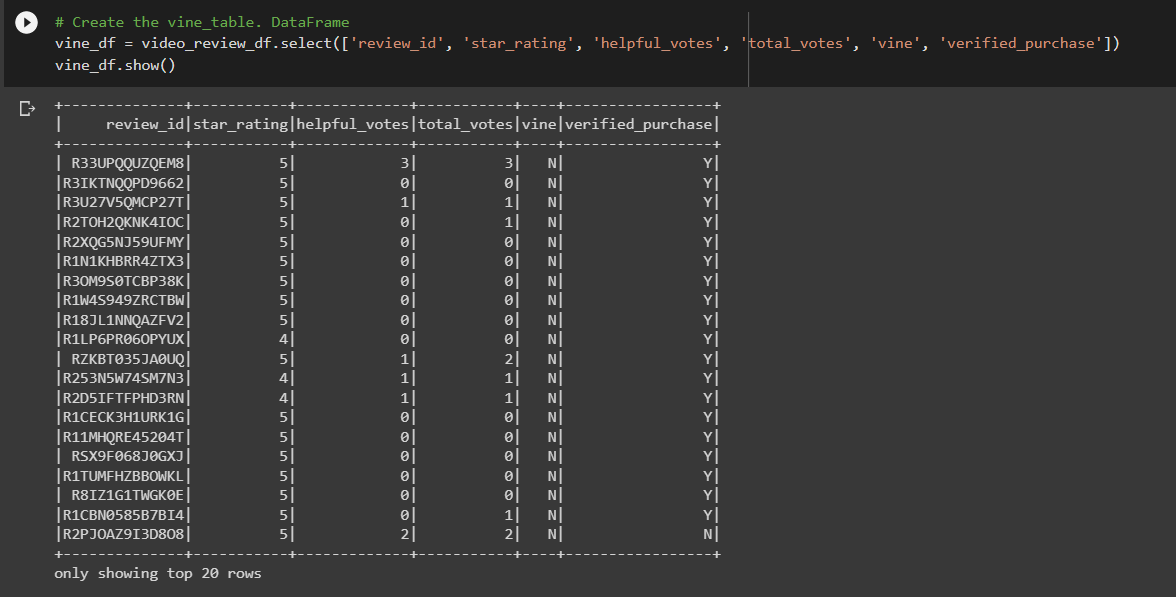 # Create the vine_table. DataFrame
vine_df = video_review_df.select(['review_id', 'star_rating', 'helpful_votes', 'total_votes', 'vine', 'verified_purchase'])
vine_df.show()
+--------------+-----------+-------------+-----------+----+-----------------+
|     review_id|star_rating|helpful_votes|total_votes|vine|verified_purchase|
+--------------+-----------+-------------+-----------+----+-----------------+
| R33UPQQUZQEM8|          5|            3|          3|   N|                Y|
|R3IKTNQQPD9662|          5|            0|          0|   N|                Y|
|R3U27V5QMCP27T|          5|            1|          1|   N|                Y|
|R2TOH2QKNK4IOC|          5|            0|          1|   N|                Y|
|R2XQG5NJ59UFMY|          5|            0|          0|   N|                Y|
|R1N1KHBRR4ZTX3|          5|            0|          0|   N|                Y|
|R3OM9S0TCBP38K|          5|            0|          0|   N|                Y|
|R1W4S949ZRCTBW|          5|            0|          0|   N|                Y|
|R18JL1NNQAZFV2|          5|            0|          0|   N|                Y|
|R1LP6PR06OPYUX|          4|            0|          0|   N|                Y|
| RZKBT035JA0UQ|          5|            1|          2|   N|                Y|
|R253N5W74SM7N3|          4|            1|          1|   N|                Y|
|R2D5IFTFPHD3RN|          4|            1|          1|   N|                Y|
|R1CECK3H1URK1G|          5|            0|          0|   N|                Y|
|R11MHQRE45204T|          5|            0|          0|   N|                Y|
| RSX9F068J0GXJ|          5|            0|          0|   N|                Y|
|R1TUMFHZBBOWKL|          5|            0|          0|   N|                Y|
| R8IZ1G1TWGK0E|          5|            0|          0|   N|                Y|
|R1CBN0585B7BI4|          5|            0|          1|   N|                Y|
|R2PJOAZ9I3D8O8|          5|            2|          2|   N|                N|
+--------------+-----------+-------------+-----------+----+-----------------+
only showing top 20 rows